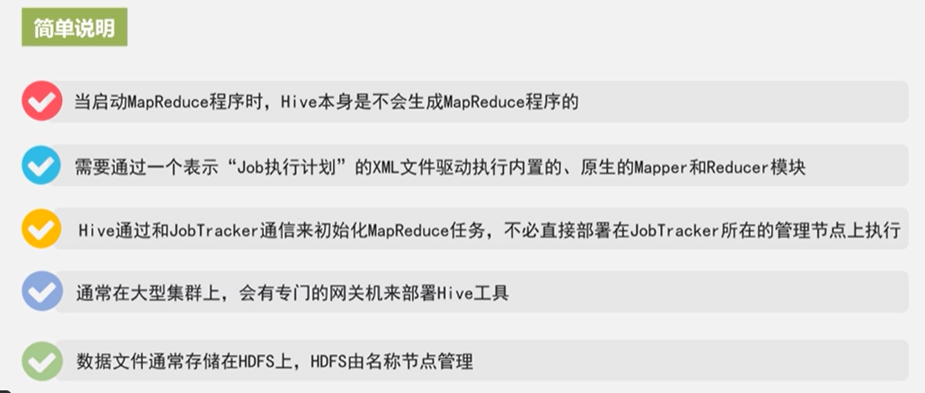 简单说明
当启动MapReduce程序时，Hive本身是不会生成MapReduce程序的
需要通过一个表示“Job执行计划”的XML文件驱动执行内置的、原生的Mapper和Reducer模块
Hive通过和JobTracker通信来初始化MapReduce任务，不必直接部署在JobTracker所在的管理节点上执行
通常在大型集群上，会有专门的网关机来部署Hive工具
数据文件通常存储在HDFS上，HDFS由名称节点管理